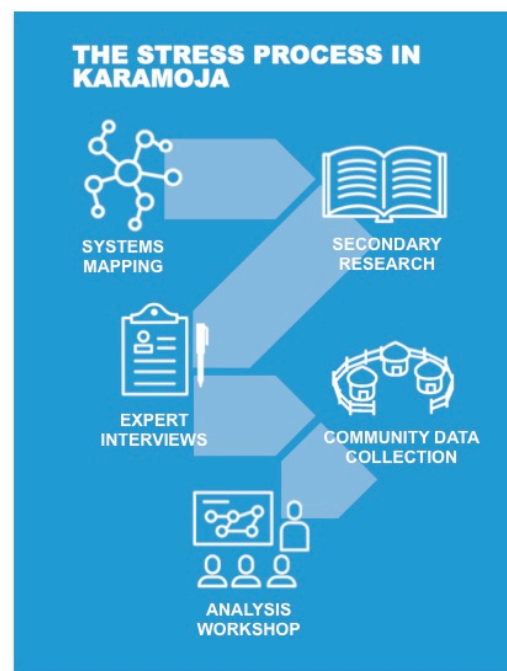 THE STRESS PROCESS IN
KARAMOJA
SYSTEMS
MAPPING
SECONDARY
RESEARCH
EXPERT
INTERVIEWS
COMMUNITY DATA
COLLECTION
ANALYSIS
WORKSHOP